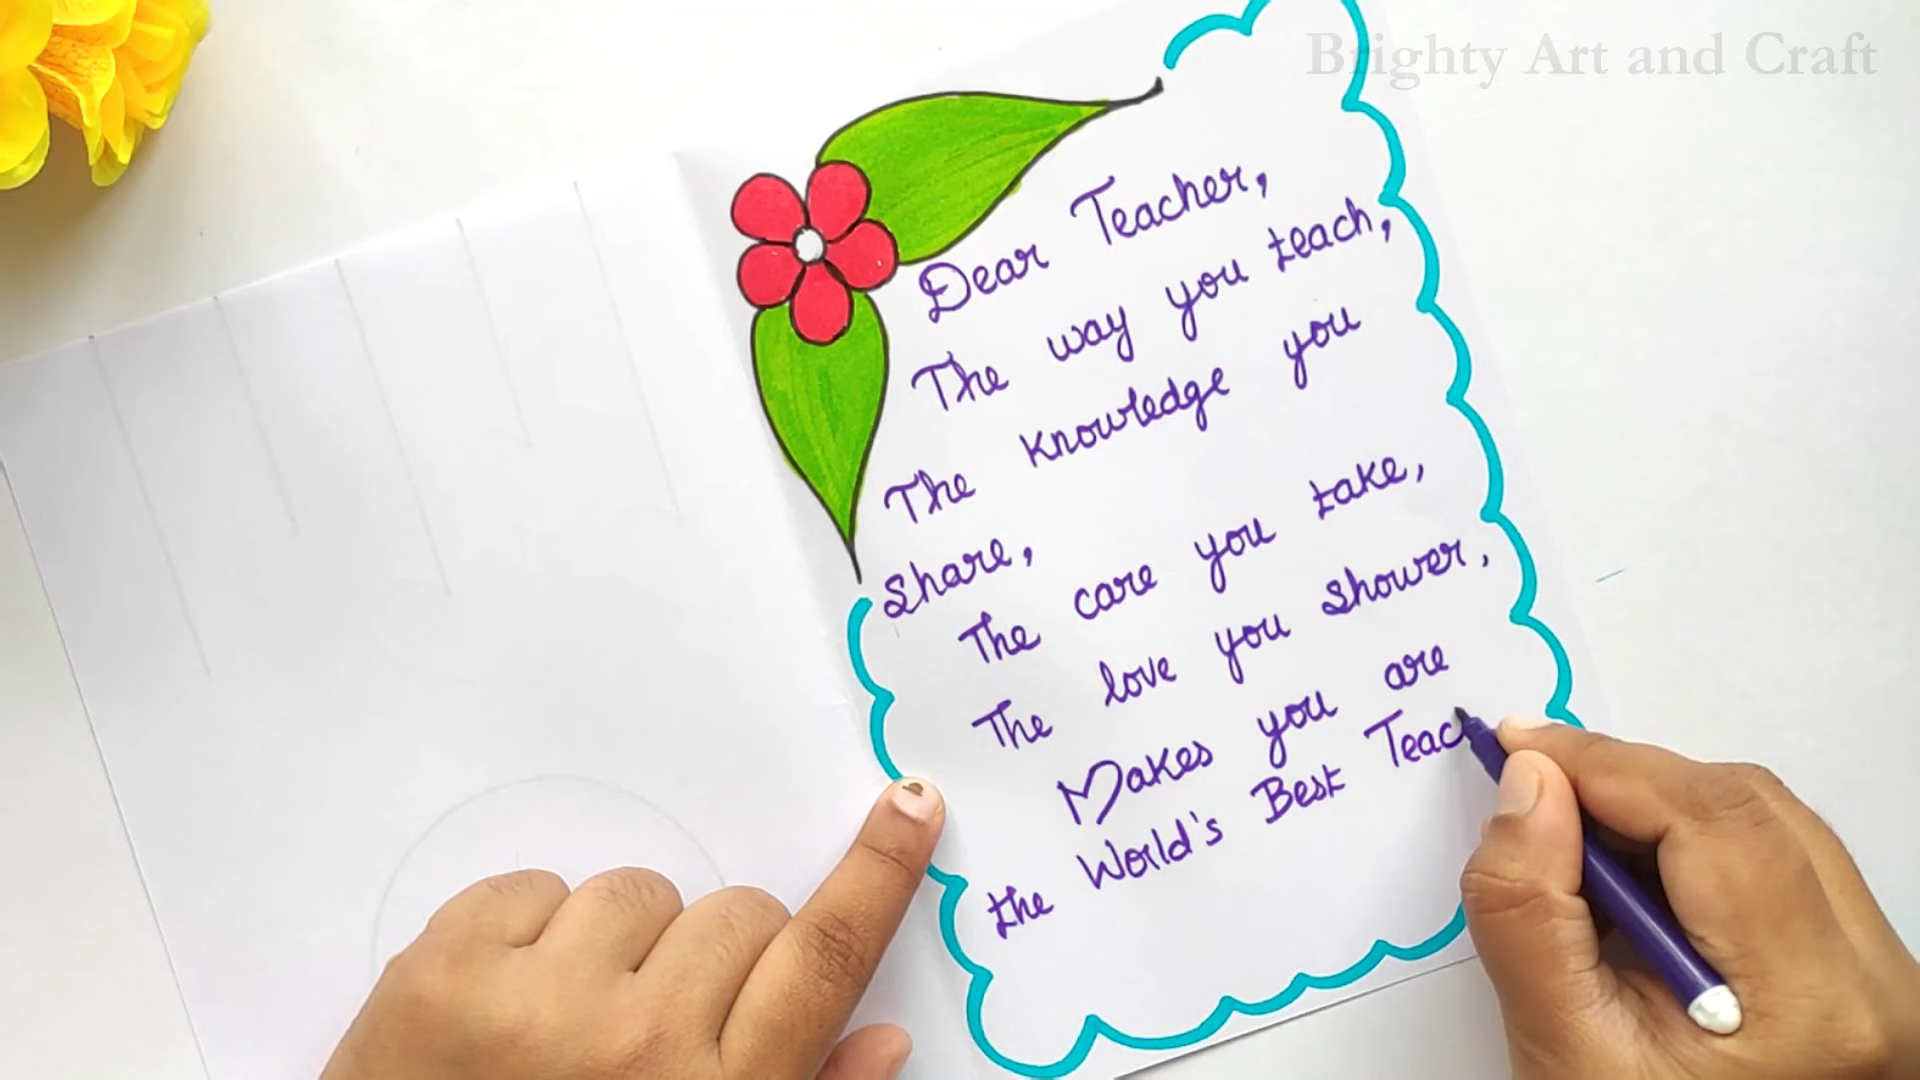 Brighty Art and Craft
Dear Teacher,
The way you teach,
The knowledge you
share,
The care you take,
The love you shower,
Makes you are
the World's Best Teac